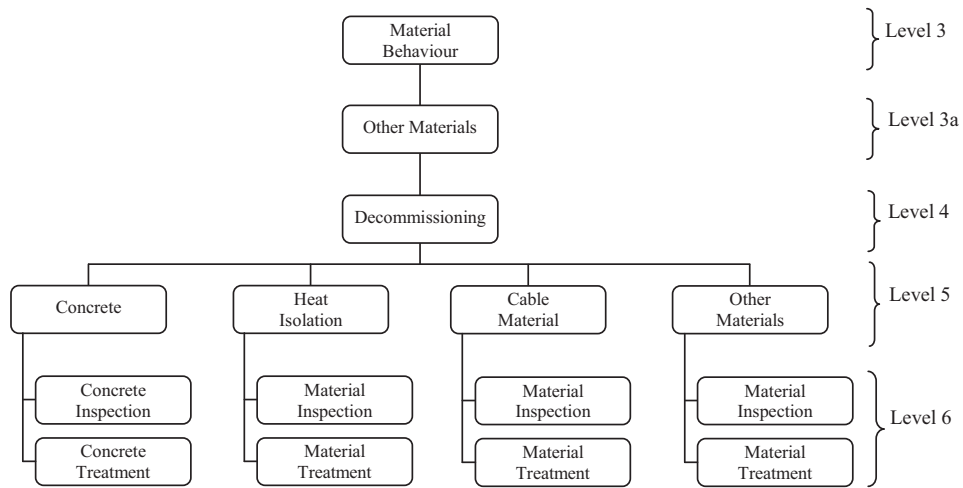 Material
Behaviour
Level 3
Other Materials
Level 3a
Decommissioning
Level 4
Concrete
Heat
Isolation
Cable
Material
Other
Materials
Level 5
Concrete
Inspection
Material
Inspection
Material
Inspection
Material
Inspection
Level 6
Concrete
Treatment
Material
Treatment
Material
Treatment
Material
Treatment